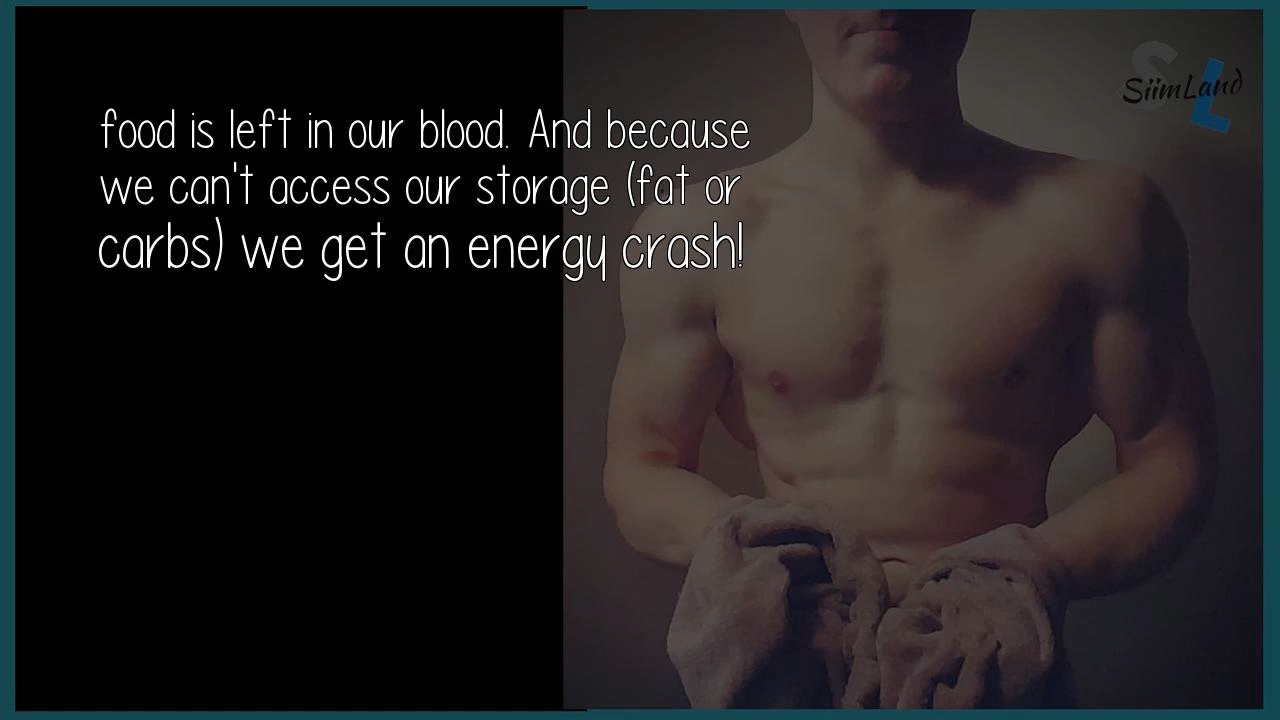 food is left in our blood. And because
we can't access our storage (fat or
carbs) we get an energy crash!
SL
SiimLand